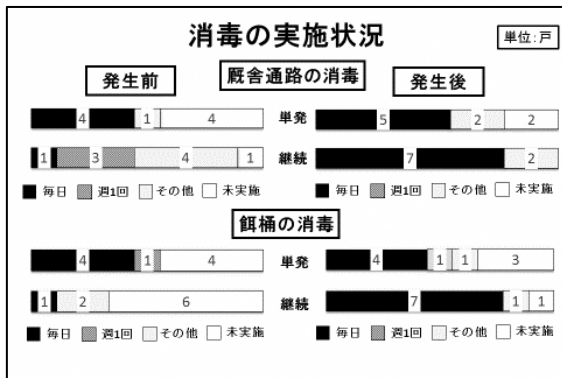 消毒の実施状況
単位:戸
発生前
厩舎通路の消毒
発生後
4 1 4
単発
5 2 2
1 3 4 1
継続
7 2
毎日 週1回 その他 未実施
毎日 週1回 その他 未実施
餌桶の消毒
4 1 4
単発
4 1 1 3
1 2 6
継続
7 1 1
毎日 週1回 その他 未実施
毎日 週1回 その他 未実施